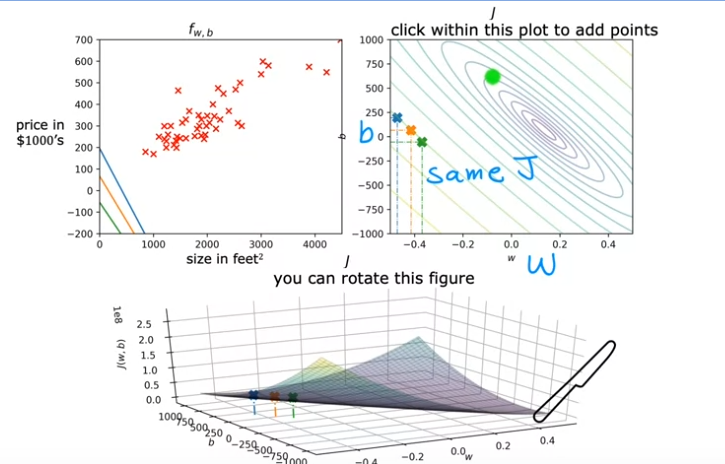 f_{w,b}
J
click within this plot to add points
700
600
500
400
300
200
100
0
−100
−200
price in
$1000's
0 1000 2000 3000 4000
size in feet²
1000
750
500
250
0
−250
−500
−750
−1000
b
b
same J
−0.4 −0.2 0.0 0.2 0.4
w
W
J
you can rotate this figure
1e8
2.5
2.0
1.5
1.0
0.5
0.0
J(w, b)
1000
750
500
250
0
−250
−500
−750
−1000
b
−0.4 −0.2 0.0 0.2 0.4
w